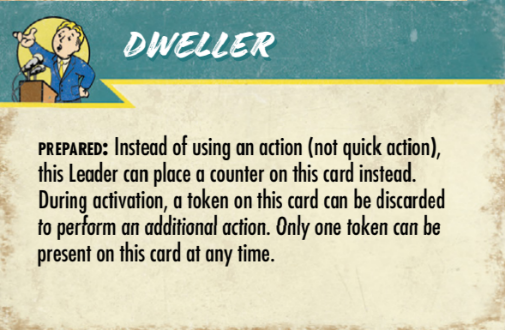 DWELLER
PREPARED: Instead of using an action (not quick action),
this Leader can place a counter on this card instead.
During activation, a token on this card can be discarded
to perform an additional action. Only one token can be
present on this card at any time.